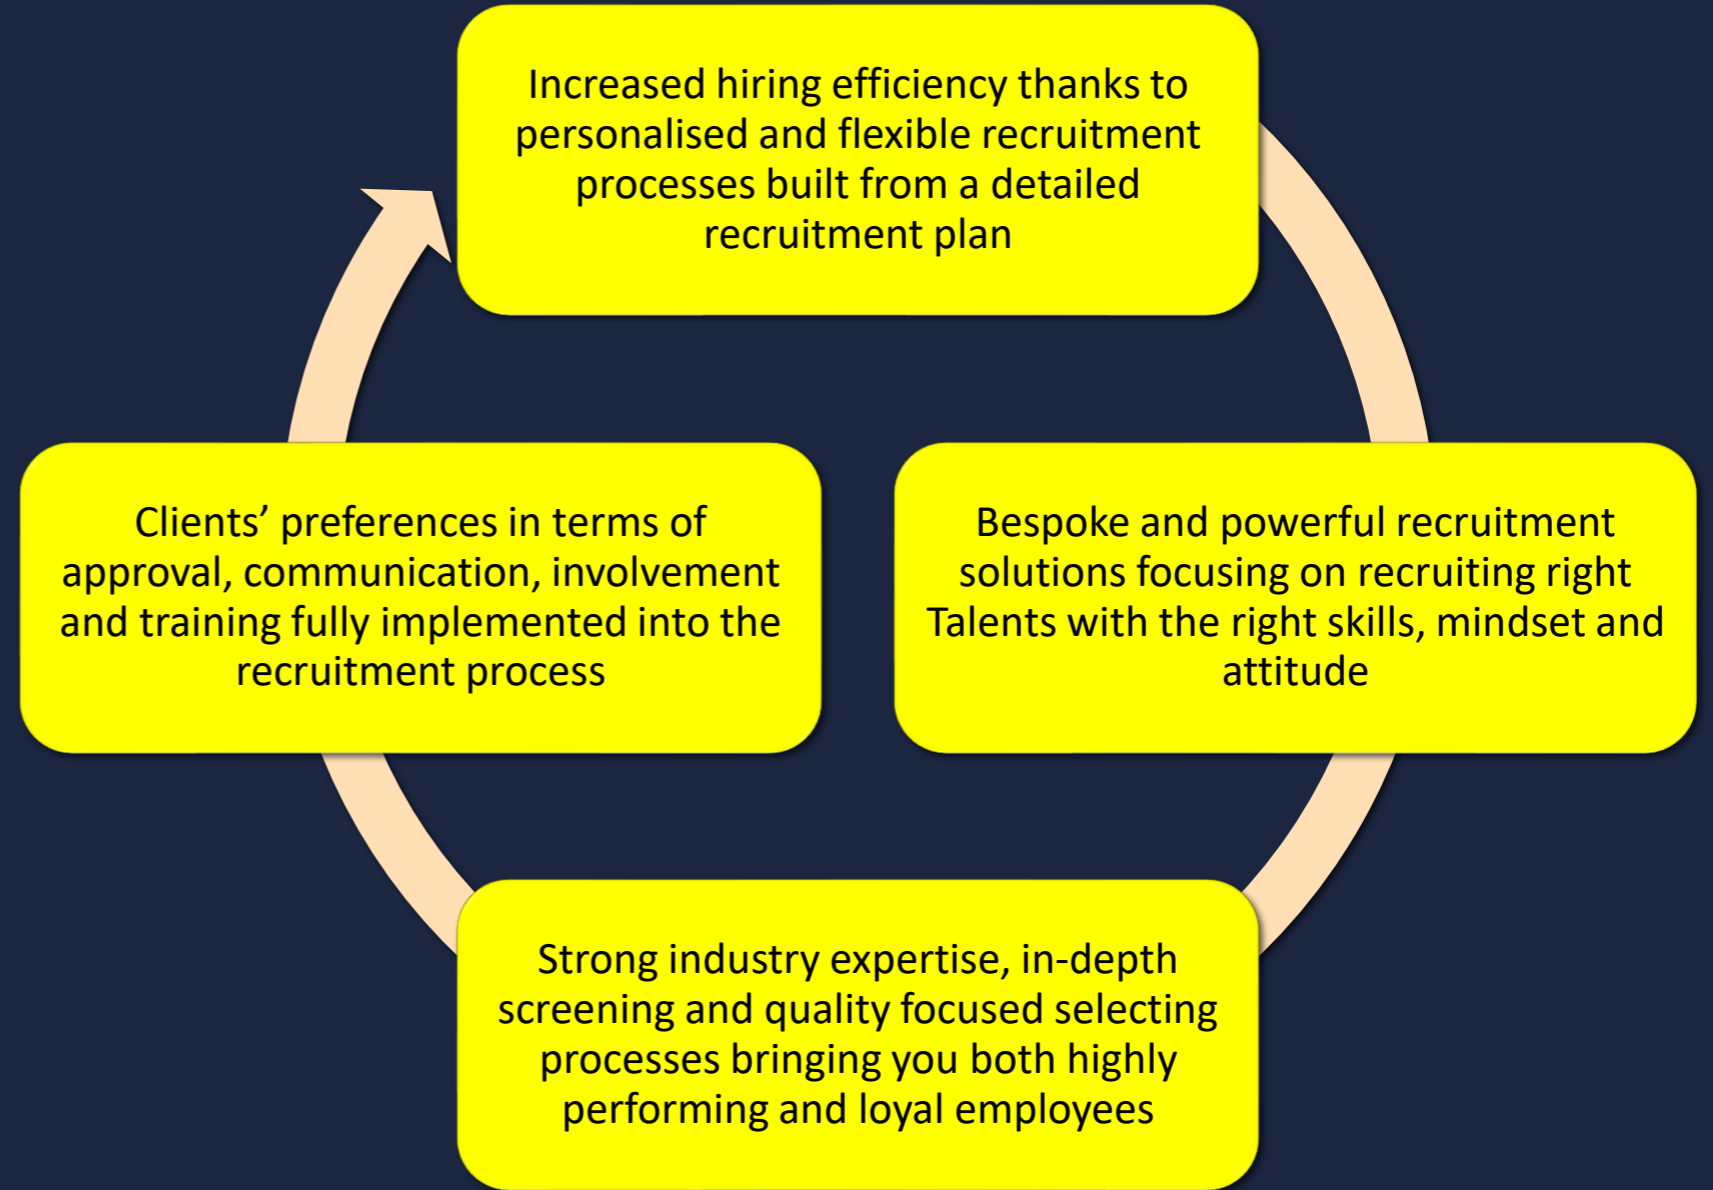 Increased hiring efficiency thanks to
personalised and flexible recruitment
processes built from a detailed
recruitment plan
Bespoke and powerful recruitment
solutions focusing on recruiting right
Talents with the right skills, mindset and
attitude
Strong industry expertise, in-depth
screening and quality focused selecting
processes bringing you both highly
performing and loyal employees
Clients’ preferences in terms of
approval, communication, involvement
and training fully implemented into the
recruitment process